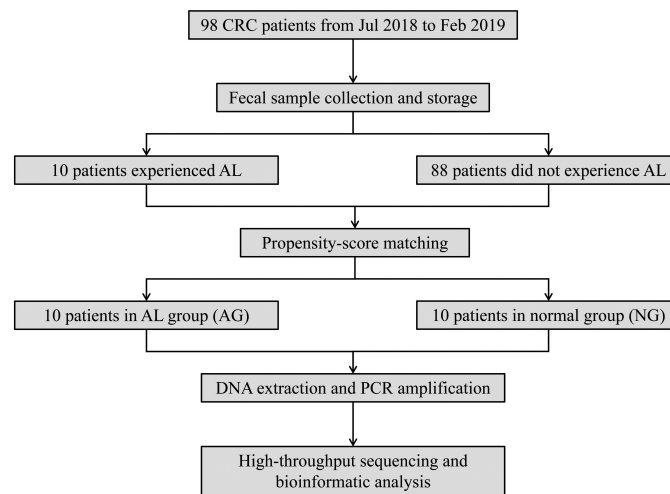 98 CRC patients from Jul 2018 to Feb 2019
Fecal sample collection and storage
10 patients experienced AL
88 patients did not experience AL
Propensity-score matching
10 patients in AL group (AG)
10 patients in normal group (NG)
DNA extraction and PCR amplification
High-throughput sequencing and
bioinformatic analysis